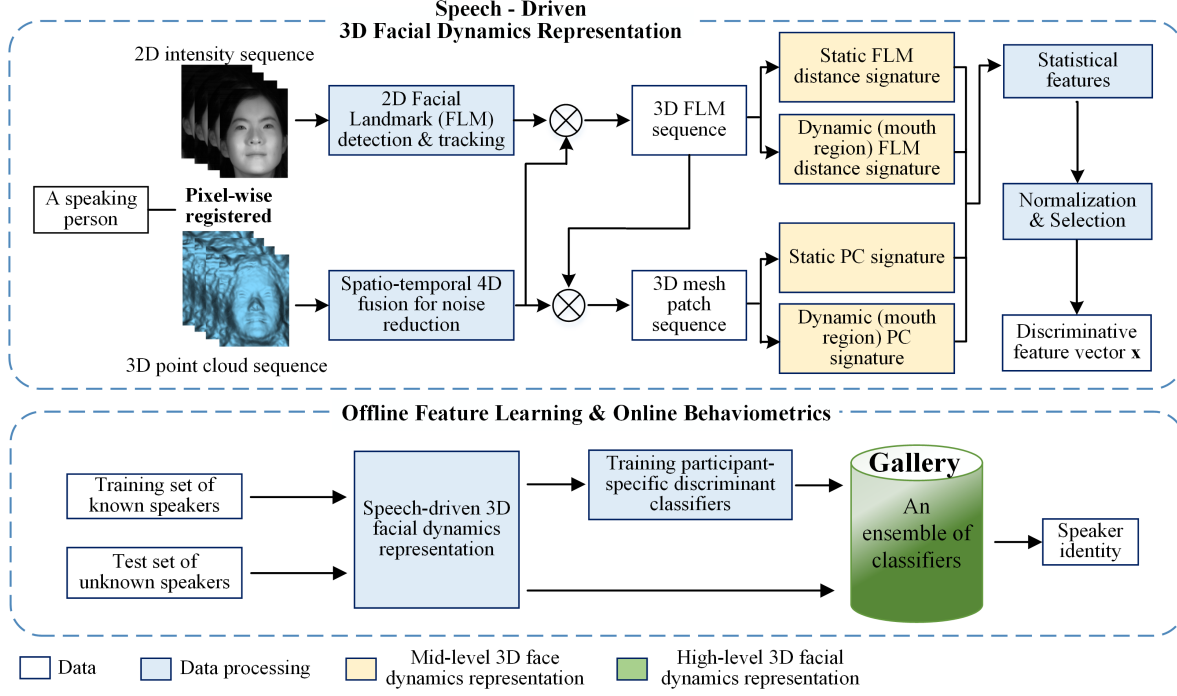 Speech - Driven
3D Facial Dynamics Representation
2D intensity sequence
2D Facial
Landmark (FLM)
detection & tracking
3D FLM
sequence
Static FLM
distance signature
Dynamic (mouth
region) FLM
distance signature
Statistical
features
A speaking
person
Pixel-wise
registered
Normalization
& Selection
Spatio-temporal 4D
fusion for noise
reduction
3D mesh
patch
sequence
Static PC signature
Dynamic (mouth
region) PC
signature
Discriminative
feature vector x
3D point cloud sequence
Offline Feature Learning & Online Behaviometrics
Training set of
known speakers
Test set of
unknown speakers
Speech-driven 3D
facial dynamics
representation
Training participant-
specific discriminant
classifiers
Gallery
An
ensemble of
classifiers
Speaker
identity
Data
Data processing
Mid-level 3D face
dynamics representation
High-level 3D facial
dynamics representation